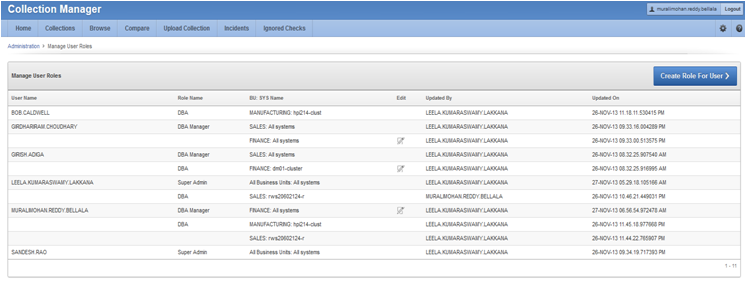 Collection Manager
muralimohan.reddy.bellala Logout
Home Collections Browse Compare Upload Collection Incidents Ignored Checks
Administration > Manage User Roles
Manage User Roles Create Role For User >
User Name Role Name BU: SYS Name Edit Updated By Updated On
BOB.CALDWELL DBA MANUFACTURING: hpi214-clust LEELA.KUMARASWAMY.LAKKANA 26-NOV-13 11.18.11.530415 PM
GIRDHARIRAM.CHOUDHARY DBA Manager SALES: All systems LEELA.KUMARASWAMY.LAKKANA 26-NOV-13 09.33.16.004289 PM
FINANCE: All systems LEELA.KUMARASWAMY.LAKKANA 26-NOV-13 09.33.00.513575 PM
GIRISH.ADIGA DBA Manager SALES: All systems LEELA.KUMARASWAMY.LAKKANA 26-NOV-13 08.32.25.907540 AM
DBA FINANCE: dm01-cluster LEELA.KUMARASWAMY.LAKKANA 26-NOV-13 08.32.25.916995 AM
LEELA.KUMARASWAMY.LAKKANA Super Admin All Business Units: All systems LEELA.KUMARASWAMY.LAKKANA 27-NOV-13 05.29.18.105166 AM
DBA SALES: rws20602124-r MURALIMOHAN.REDDY.BELLALA 26-NOV-13 10.46.21.449031 PM
MURALIMOHAN.REDDY.BELLALA DBA Manager FINANCE: All systems LEELA.KUMARASWAMY.LAKKANA 27-NOV-13 06.56.54.972478 AM
DBA MANUFACTURING: hpi214-clust LEELA.KUMARASWAMY.LAKKANA 26-NOV-13 11.45.18.977668 PM
SALES: rws20602124-r LEELA.KUMARASWAMY.LAKKANA 26-NOV-13 11.44.22.765907 PM
SANDESH.RAO Super Admin All Business Units: All systems LEELA.KUMARASWAMY.LAKKANA 26-NOV-13 09.34.19.717393 PM
1 - 11